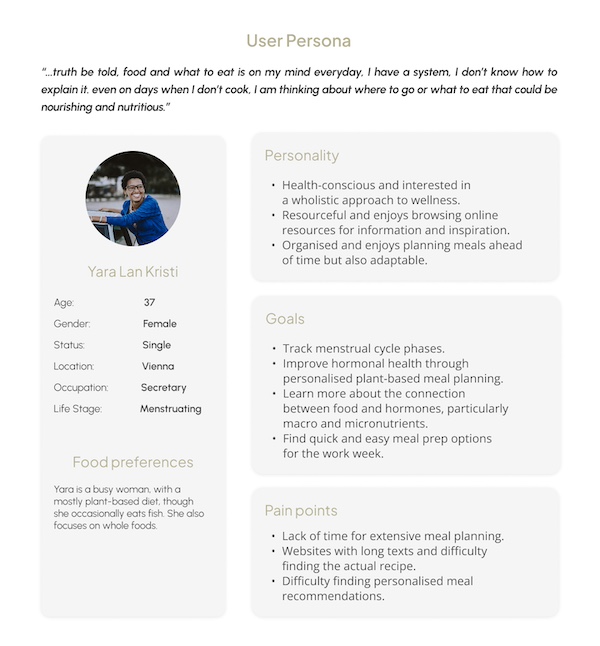 User Persona
“...truth be told, food and what to eat is on my mind everyday, I have a system, I don’t know how to
explain it. even on days when I don’t cook, I am thinking about where to go or what to eat that could be
nourishing and nutritious.”
Yara Lan Kristi
Age: 37
Gender: Female
Status: Single
Location: Vienna
Occupation: Secretary
Life Stage: Menstruating
Food preferences
Yara is a busy woman, with a
mostly plant-based diet, though
she occasionally eats fish. She also
focuses on whole foods.
Personality
• Health-conscious and interested in
a wholistic approach to wellness.
• Resourceful and enjoys browsing online
resources for information and inspiration.
• Organised and enjoys planning meals ahead
of time but also adaptable.
Goals
• Track menstrual cycle phases.
• Improve hormonal health through
personalised plant-based meal planning.
• Learn more about the connection
between food and hormones, particularly
macro and micronutrients.
• Find quick and easy meal prep options
for the work week.
Pain points
• Lack of time for extensive meal planning.
• Websites with long texts and difficulty
finding the actual recipe.
• Difficulty finding personalised meal
recommendations.